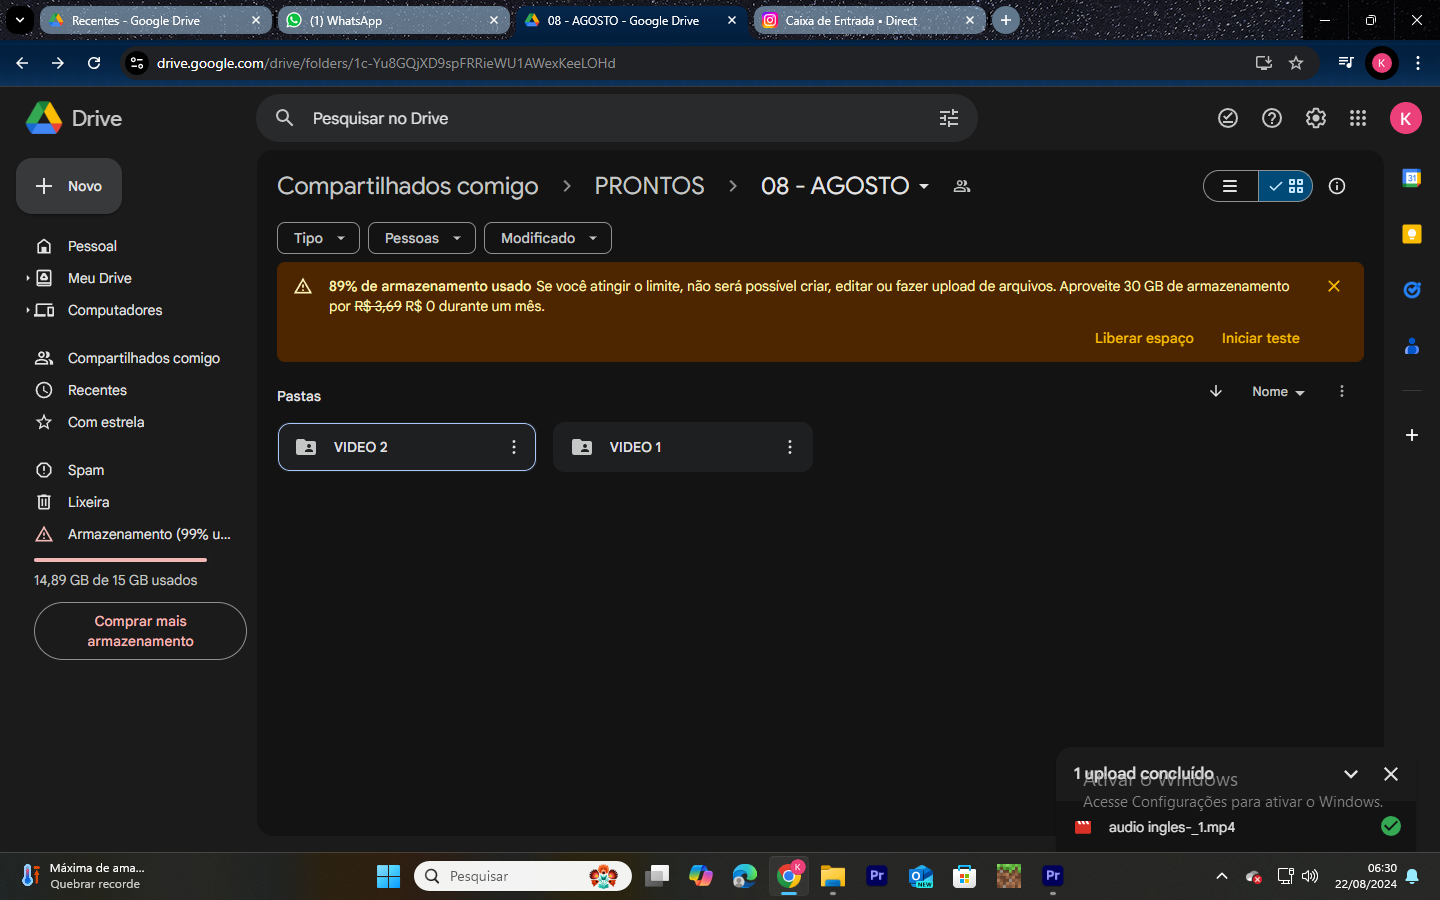 Recentes - Google Drive
(1) WhatsApp
08 - AGOSTO - Google Drive
Caixa de Entrada • Direct
drive.google.com/drive/folders/1c-Yu8GQjXD9spFRRieWU1AWexKeeLOHd
K
Drive
Pesquisar no Drive
K
Novo
Pessoal
Meu Drive
Computadores
Compartilhados comigo
Recentes
Com estrela
Spam
Lixeira
Armazenamento (99% u...
14,89 GB de 15 GB usados
Comprar mais
armazenamento
Compartilhados comigo > PRONTOS > 08 - AGOSTO
Tipo
Pessoas
Modificado
89% de armazenamento usado Se você atingir o limite, não será possível criar, editar ou fazer upload de arquivos. Aproveite 30 GB de armazenamento
por R$ 3,69 R$ 0 durante um mês.
Liberar espaço
Iniciar teste
Pastas
Nome
VIDEO 2
VIDEO 1
31
1 upload concluído
Ativar o Windows
Acesse Configurações para ativar o Windows.
audio ingles-_1.mp4
Máxima de ama...
Quebrar recorde
Pesquisar
K
Pr
O
NEW
Pr
06:30
22/08/2024